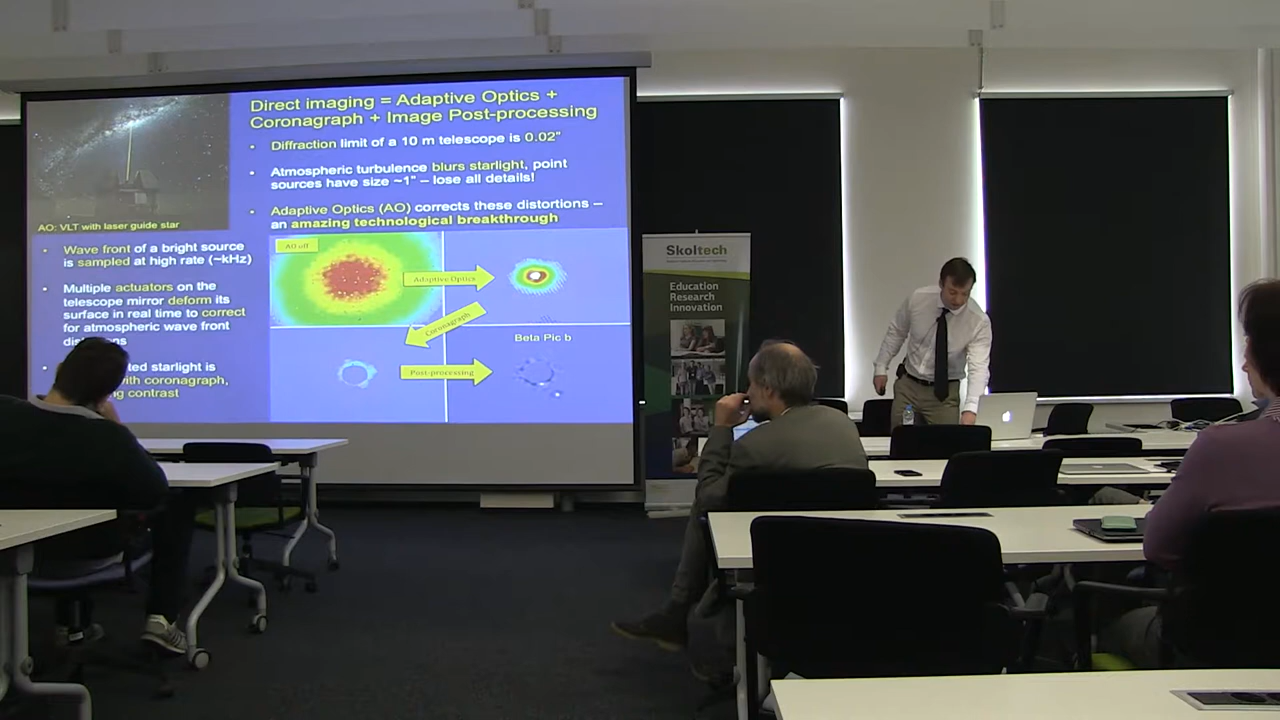 Direct imaging = Adaptive Optics +
Coronagraph + Image Post-processing
• Diffraction limit of a 10 m telescope is 0.02"
• Atmospheric turbulence blurs starlight, point
sources have size ~1" – lose all details!
• Adaptive Optics (AO) corrects these distortions –
an amazing technological breakthrough
AO: VLT with laser guide star
• Wave front of a bright source
is sampled at high rate (~kHz)
• Multiple actuators on the
telescope mirror deform its
surface in real time to correct
for atmospheric wave front
starlight is
with coronagraph,
contrast
AO off
Adaptive Optics
Coronagraph
Beta Pic b
Post-processing
Skoltech
Education
Research
Innovation